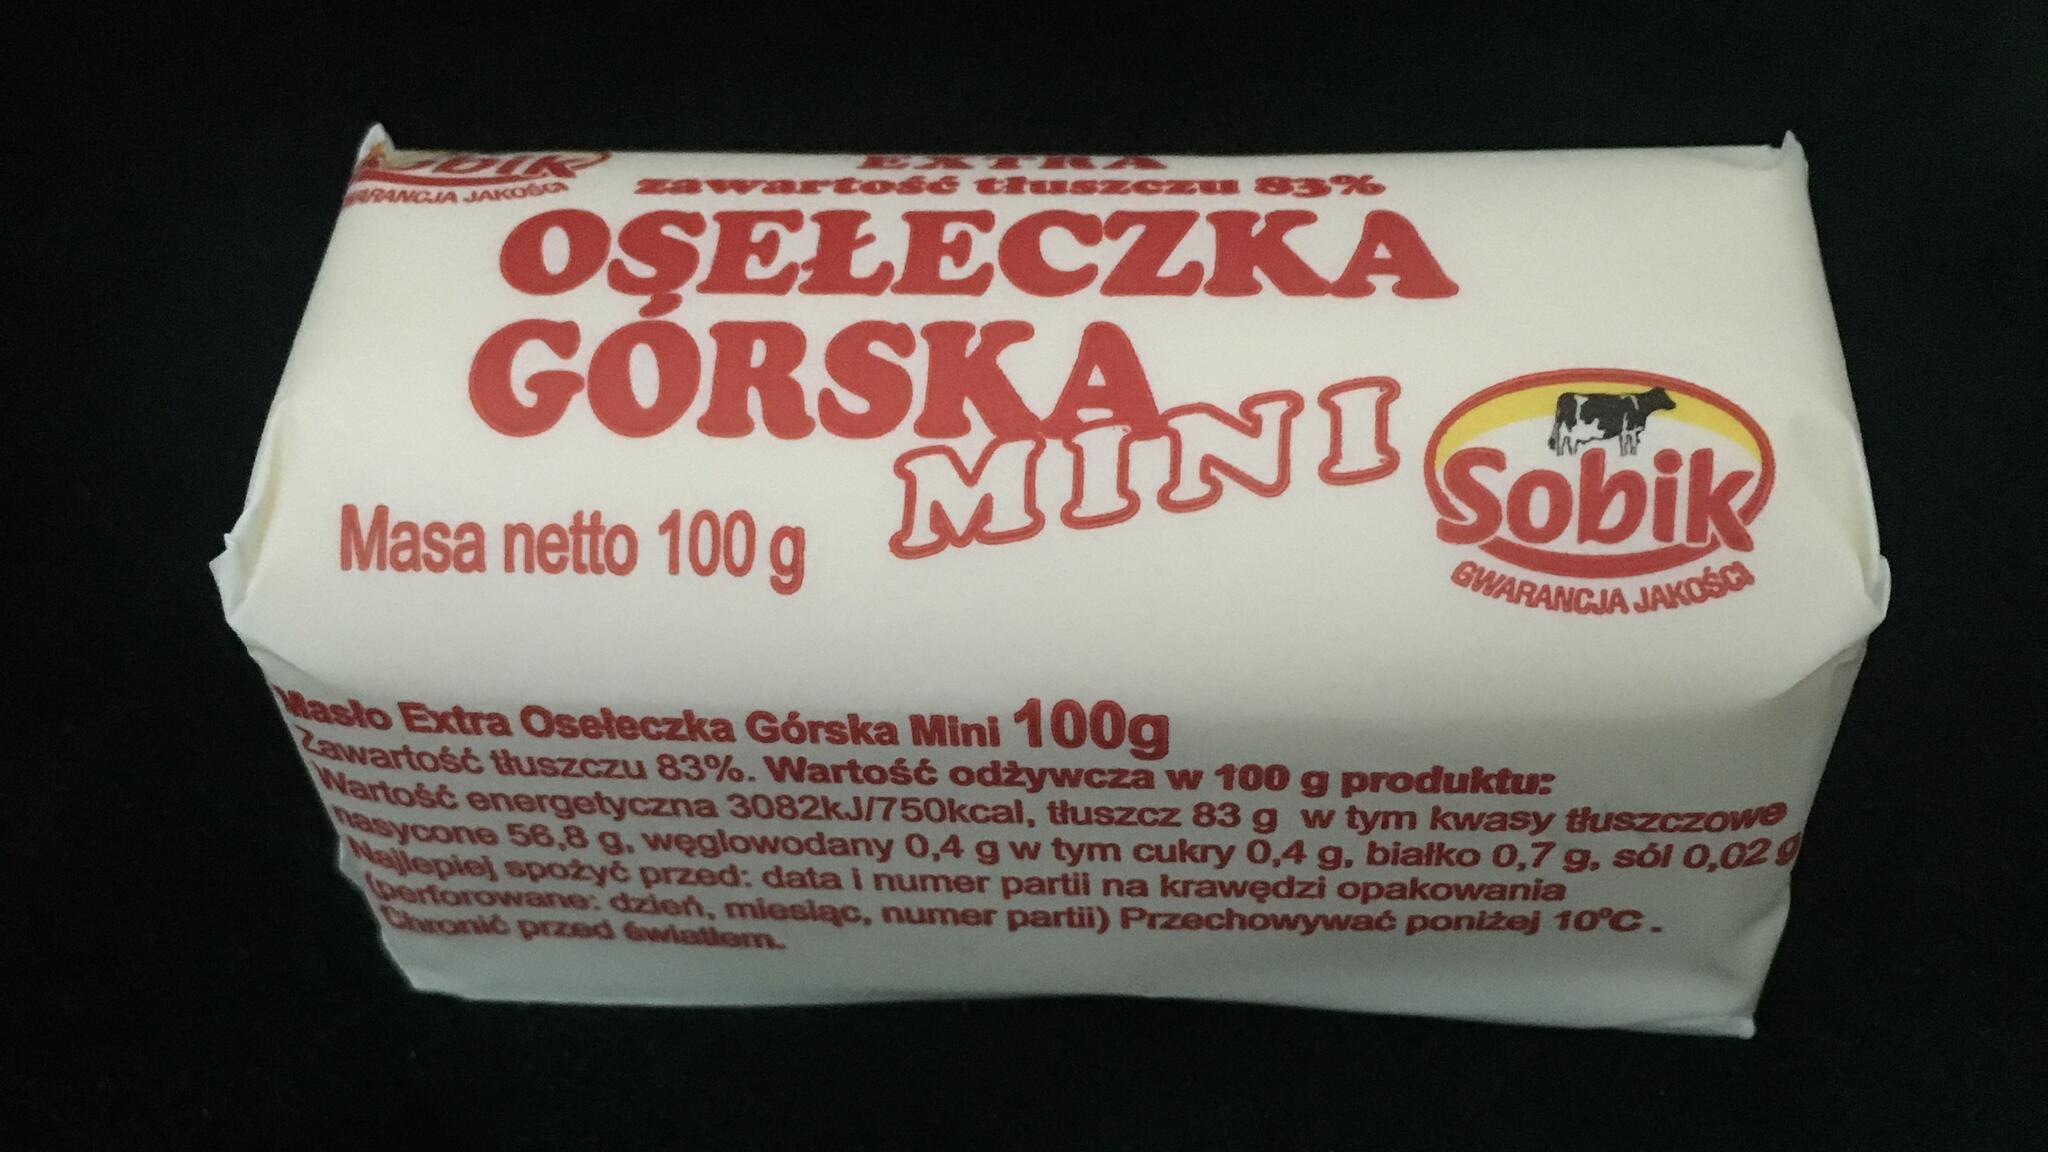 EXTRA
zawartość tłuszczu 83%
OSEŁECZKA
GÓRSKA
MINI
Masa netto 100 g
Sobik
GWARANCJA JAKOŚCI
Masło Extra Osełeczka Górska Mini 100g
Zawartość tłuszczu 83%. Wartość odżywcza w 100 g produktu:
Wartość energetyczna 3082kJ/750kcal, tłuszcz 83 g w tym kwasy tłuszczowe
nasycone 56,8 g, węglowodany 0,4 g w tym cukry 0,4 g, białko 0,7 g, sól 0,02 g
Najlepiej spożyć przed: data i numer partii na krawędzi opakowania
(perforowane: dzień, miesiąc, numer partii) Przechowywać poniżej 10°C.
Chronić przed światłem.